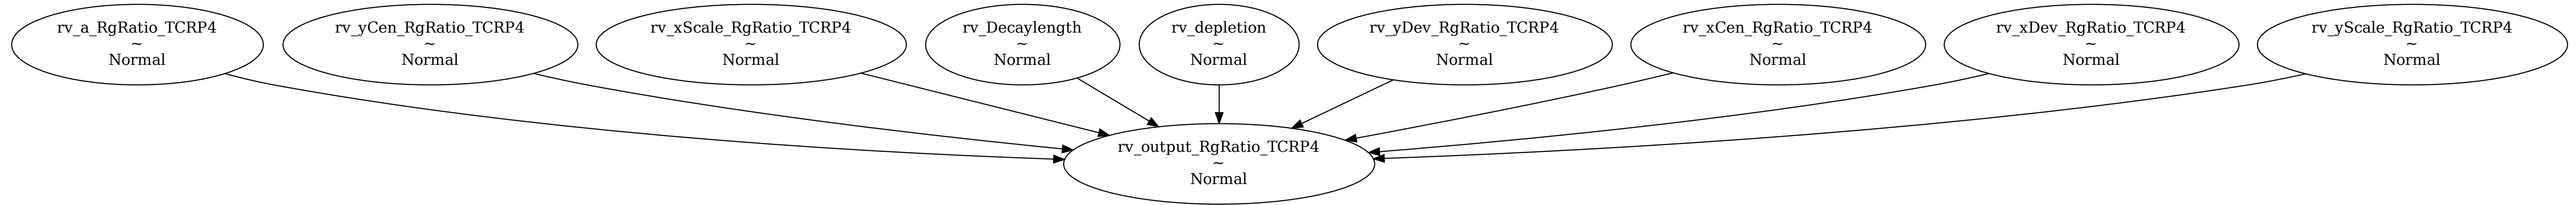 rv_a_RgRatio_TCRP4
~
Normal
rv_yCen_RgRatio_TCRP4
~
Normal
rv_xScale_RgRatio_TCRP4
~
Normal
rv_Decaylength
~
Normal
rv_depletion
~
Normal
rv_yDev_RgRatio_TCRP4
~
Normal
rv_xCen_RgRatio_TCRP4
~
Normal
rv_xDev_RgRatio_TCRP4
~
Normal
rv_yScale_RgRatio_TCRP4
~
Normal
rv_output_RgRatio_TCRP4
~
Normal